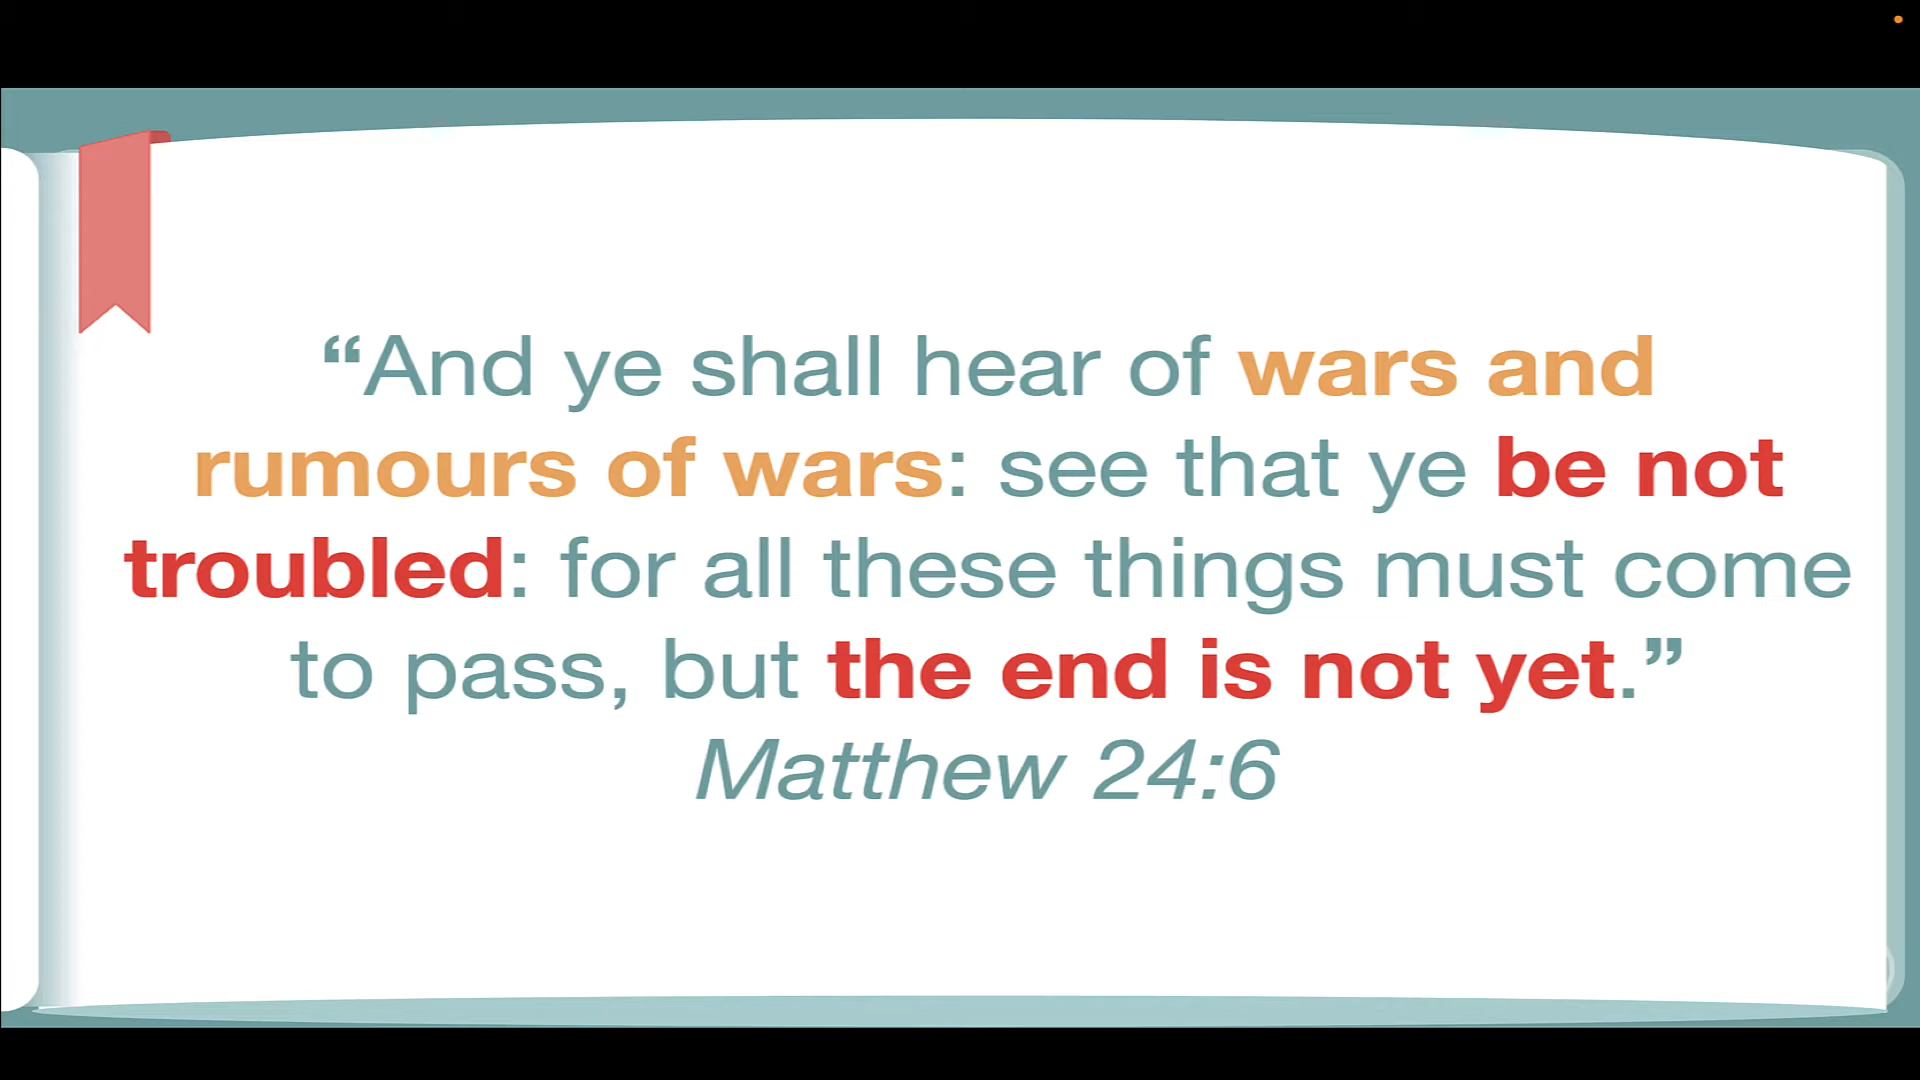 “And ye shall hear of wars and
rumours of wars: see that ye be not
troubled: for all these things must come
to pass, but the end is not yet.”
Matthew 24:6